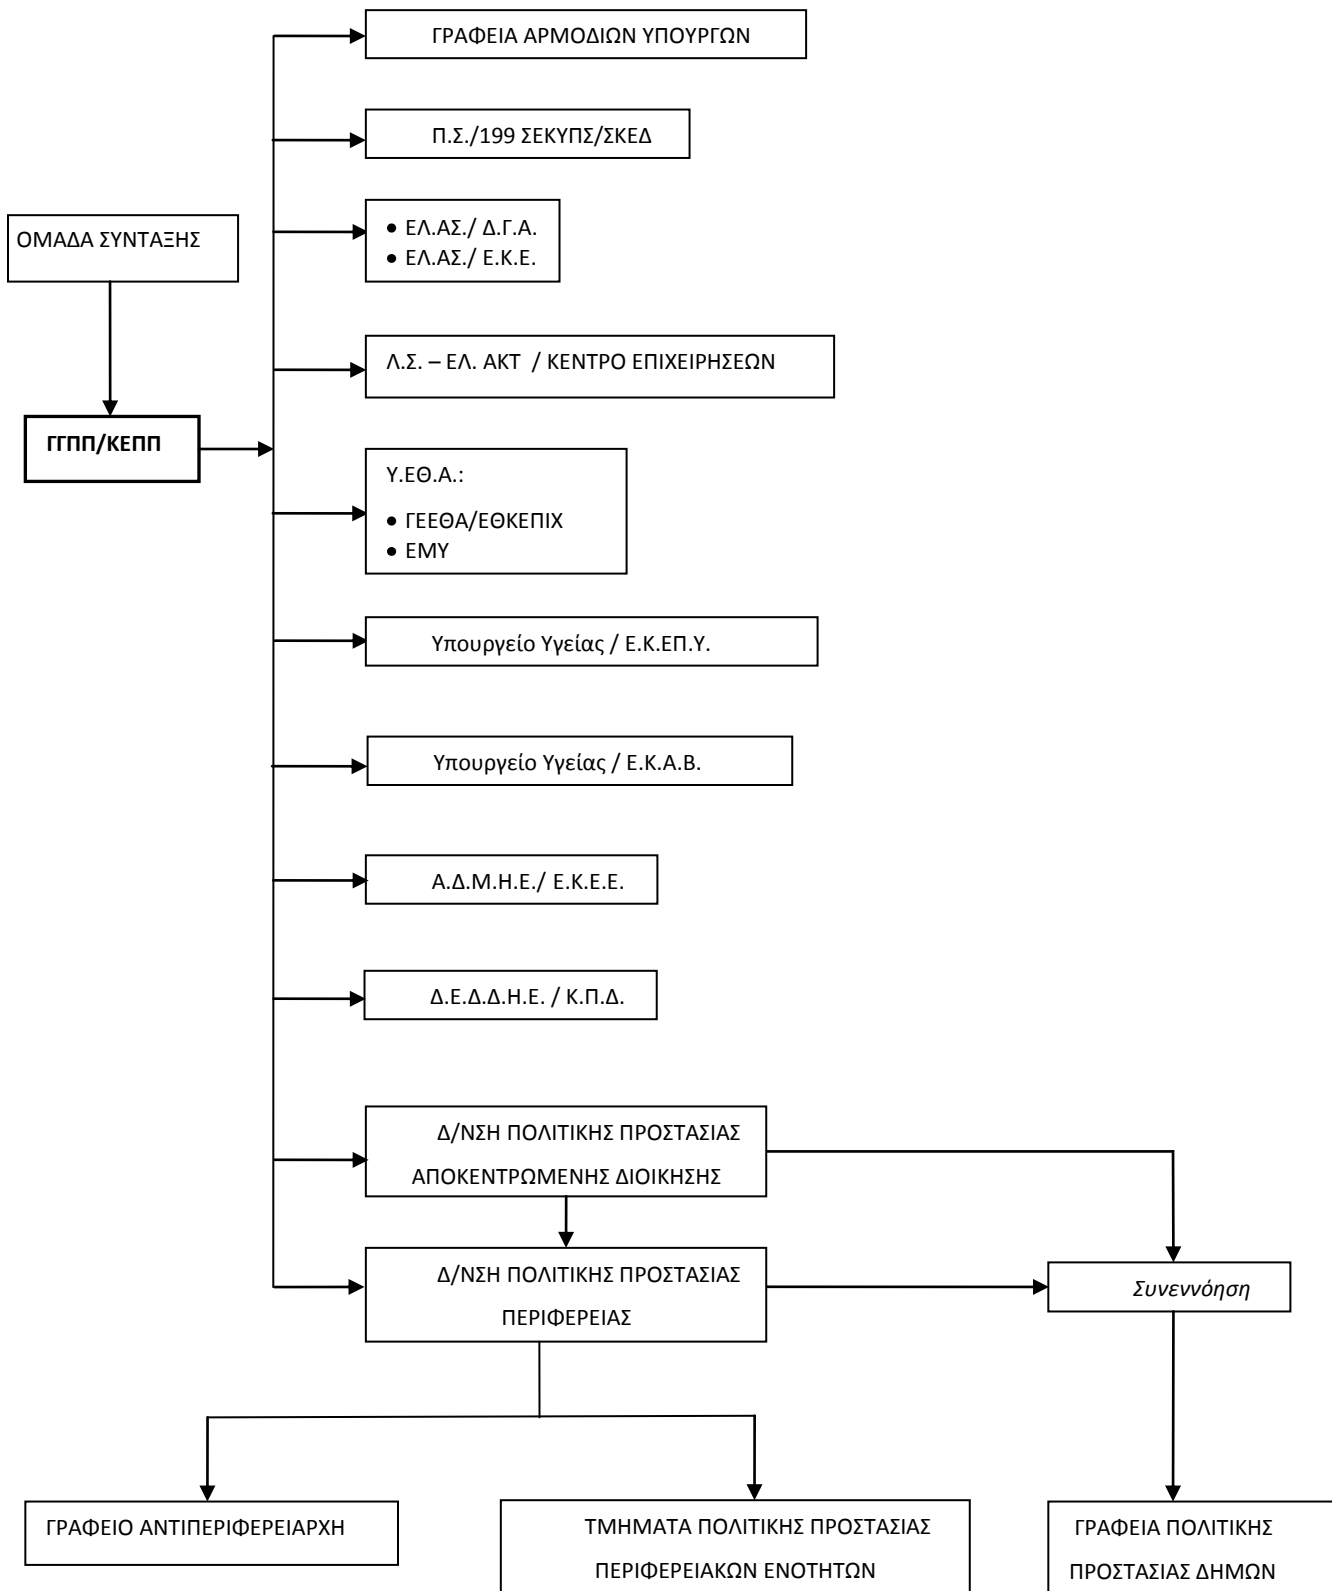 ΓΡΑΦΕΙΑ ΑΡΜΟΔΙΩΝ ΥΠΟΥΡΓΩΝ
Π.Σ./199 ΣΕΚΥΠΣ/ΣΚΕΔ
ΟΜΑΔΑ ΣΥΝΤΑΞΗΣ
• ΕΛ.ΑΣ./ Δ.Γ.Α.
• ΕΛ.ΑΣ./ Ε.Κ.Ε.
Λ.Σ. – ΕΛ. ΑΚΤ / ΚΕΝΤΡΟ ΕΠΙΧΕΙΡΗΣΕΩΝ
ΓΓΠΠ/ΚΕΠΠ
Υ.ΕΘ.Α.:
• ΓΕΕΘΑ/ΕΘΚΕΠΙΧ
• ΕΜΥ
Υπουργείο Υγείας / Ε.Κ.ΕΠ.Υ.
Υπουργείο Υγείας / Ε.Κ.Α.Β.
Α.Δ.Μ.Η.Ε./ Ε.Κ.Ε.Ε.
Δ.Ε.Δ.Δ.Η.Ε. / Κ.Π.Δ.
Δ/ΝΣΗ ΠΟΛΙΤΙΚΗΣ ΠΡΟΣΤΑΣΙΑΣ
ΑΠΟΚΕΝΤΡΩΜΕΝΗΣ ΔΙΟΙΚΗΣΗΣ
Δ/ΝΣΗ ΠΟΛΙΤΙΚΗΣ ΠΡΟΣΤΑΣΙΑΣ
ΠΕΡΙΦΕΡΕΙΑΣ
Συνεννόηση
ΓΡΑΦΕΙΟ ΑΝΤΙΠΕΡΙΦΕΡΕΙΑΡΧΗ
ΤΜΗΜΑΤΑ ΠΟΛΙΤΙΚΗΣ ΠΡΟΣΤΑΣΙΑΣ
ΠΕΡΙΦΕΡΕΙΑΚΩΝ ΕΝΟΤΗΤΩΝ
ΓΡΑΦΕΙΑ ΠΟΛΙΤΙΚΗΣ
ΠΡΟΣΤΑΣΙΑΣ ΔΗΜΩΝ